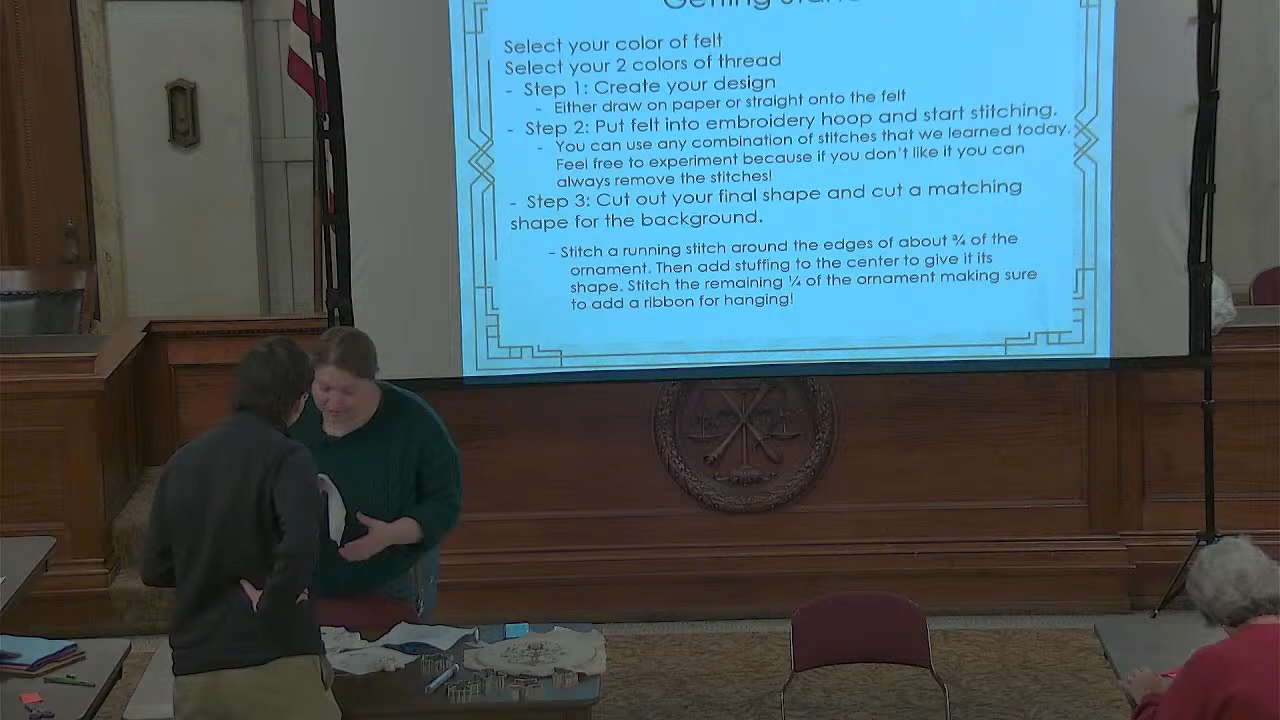 Getting
Select your color of felt
Select your 2 colors of thread
- Step 1: Create your design
- Either draw on paper or straight onto the felt
- Step 2: Put felt into embroidery hoop and start stitching.
- You can use any combination of stitches that we learned today.
Feel free to experiment because if you don't like it you can
always remove the stitches!
- Step 3: Cut out your final shape and cut a matching
shape for the background.
- Stitch a running stitch around the edges of about ¾ of the
ornament. Then add stuffing to the center to give it its
shape. Stitch the remaining ¼ of the ornament making sure
to add a ribbon for hanging!